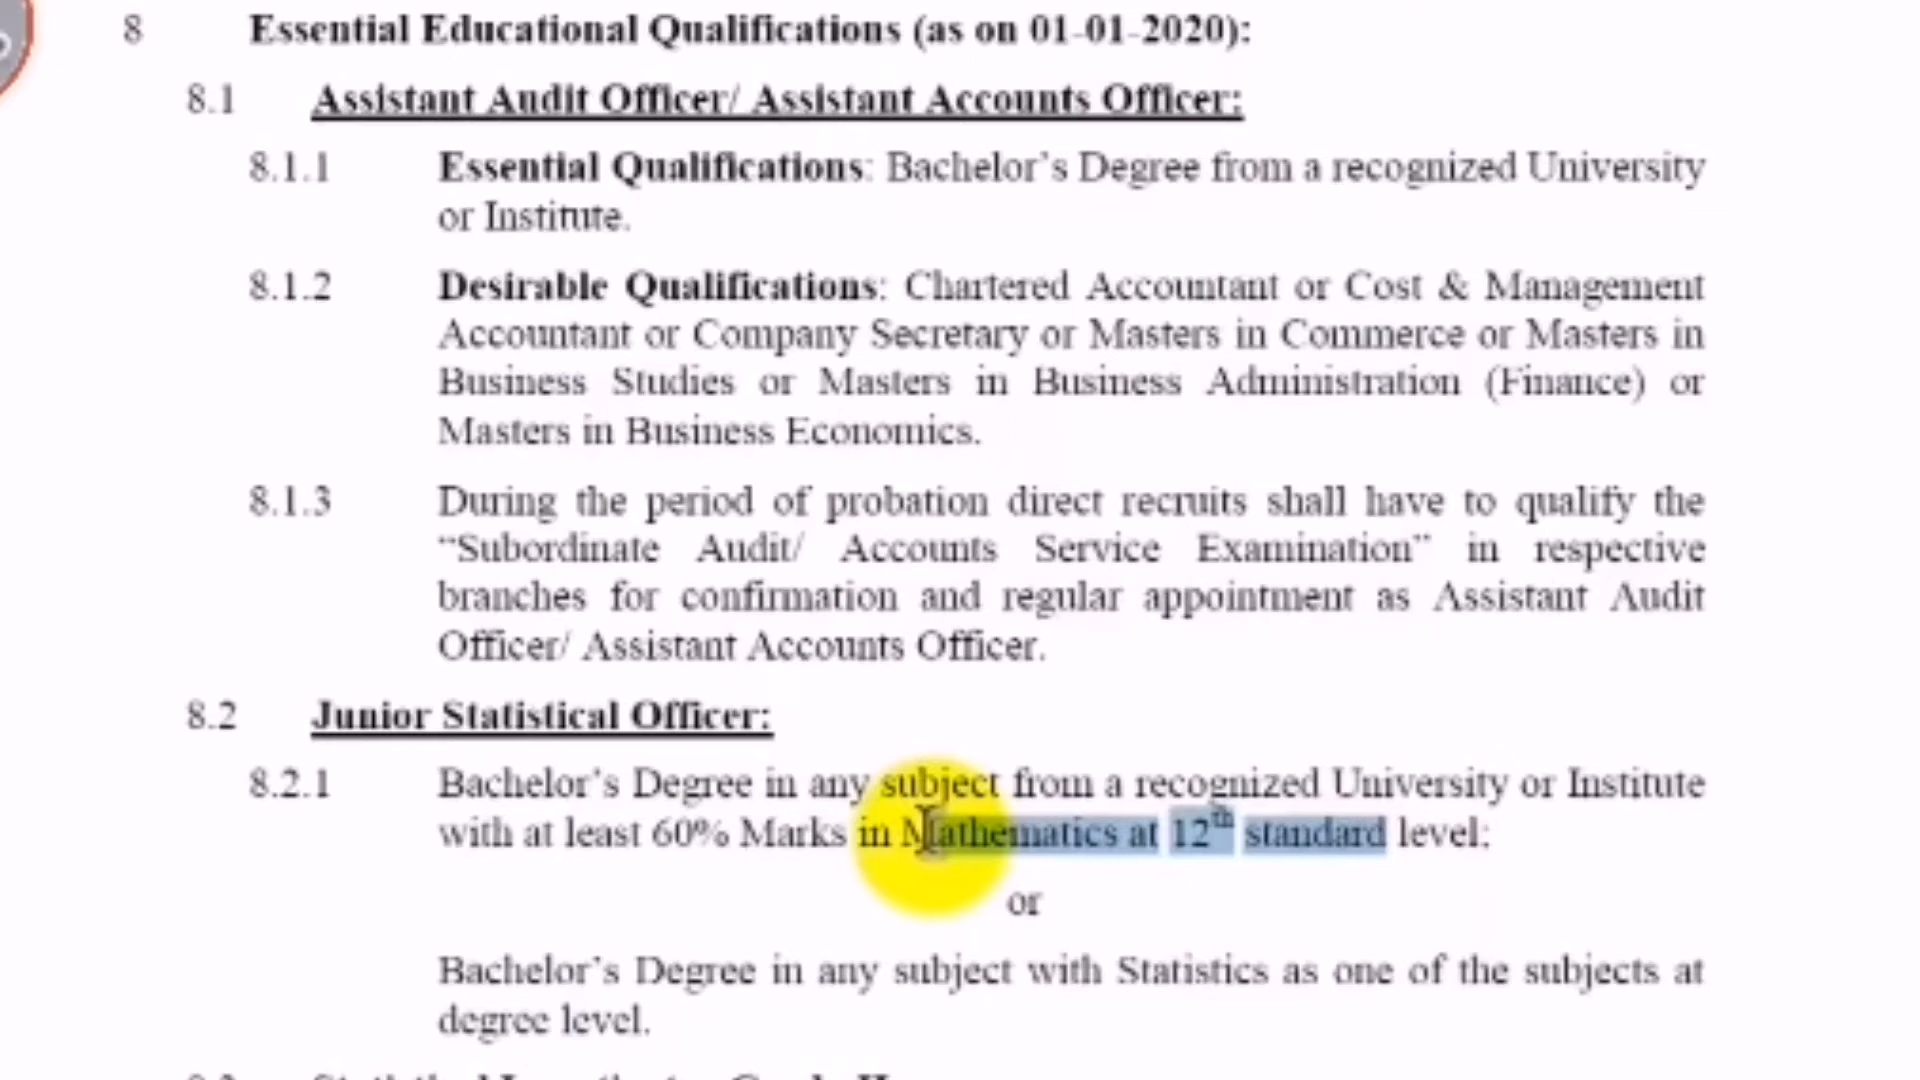 8 Essential Educational Qualifications (as on 01-01-2020):
8.1 Assistant Audit Officer/ Assistant Accounts Officer:
8.1.1 Essential Qualifications: Bachelor's Degree from a recognized University
or Institute.
8.1.2 Desirable Qualifications: Chartered Accountant or Cost & Management
Accountant or Company Secretary or Masters in Commerce or Masters in
Business Studies or Masters in Business Administration (Finance) or
Masters in Business Economics.
8.1.3 During the period of probation direct recruits shall have to qualify the
“Subordinate Audit/ Accounts Service Examination” in respective
branches for confirmation and regular appointment as Assistant Audit
Officer/ Assistant Accounts Officer.
8.2 Junior Statistical Officer:
8.2.1 Bachelor's Degree in any subject from a recognized University or Institute
with at least 60% Marks in Mathematics at 12th standard level;
or
Bachelor's Degree in any subject with Statistics as one of the subjects at
degree level.